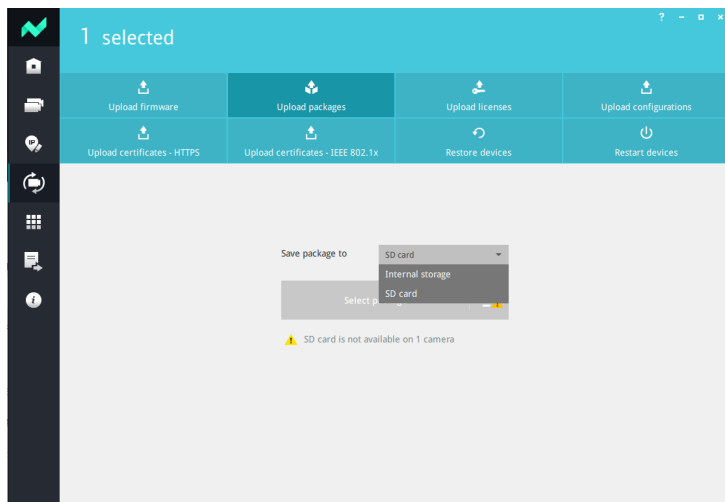 1 selected
? – □ ×
Upload firmware
Upload packages
Upload licenses
Upload configurations
Upload certificates - HTTPS
Upload certificates - IEEE 802.1x
Restore devices
Restart devices
IP
Save package to
SD card
Internal storage
SD card
Select p
SD card is not available on 1 camera